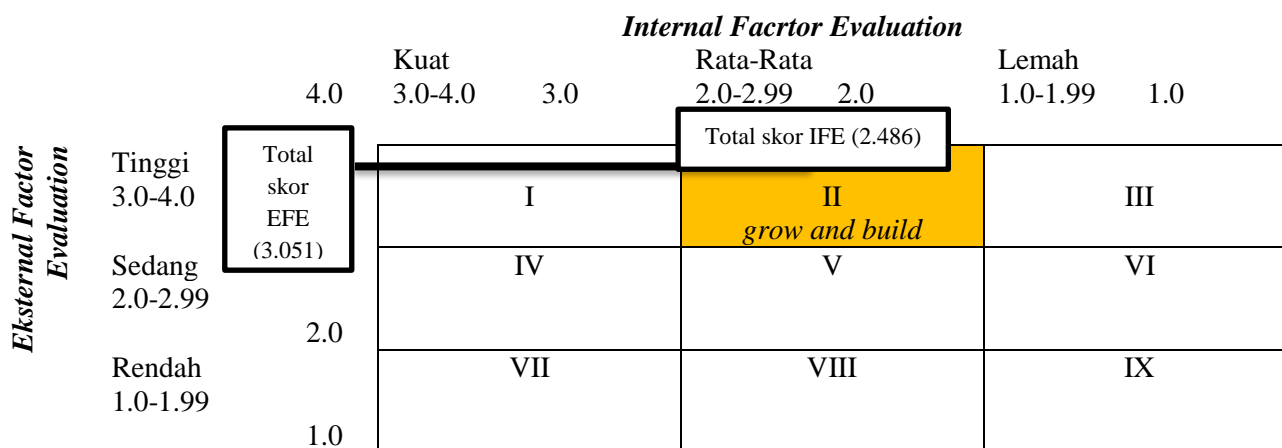 Internal Facrtor Evaluation
Kuat Rata-Rata Lemah
4.0 3.0-4.0 3.0 2.0-2.99 2.0 1.0-1.99 1.0
Total skor IFE (2.486)
Eksternal Factor
Evaluation
Tinggi
3.0-4.0
Total
skor
EFE
(3.051)
I II III
grow and build
Sedang
2.0-2.99
IV V VI
2.0
Rendah
1.0-1.99
VII VIII IX
1.0